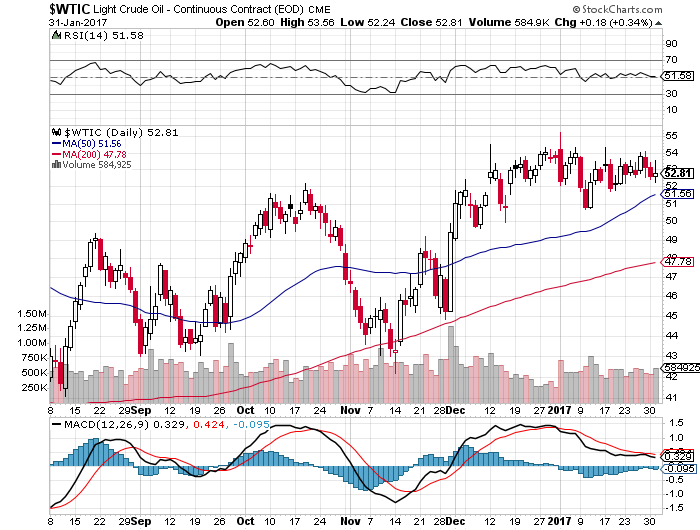 $WTIC Light Crude Oil - Continuous Contract (EOD) CME © StockCharts.com
31-Jan-2017 Open 52.60 High 53.56 Low 52.24 Close 52.81 Volume 584.9K Chg +0.18 (+0.34%)
RSI(14) 51.58
90
70
51.58
30
10
$WTIC (Daily) 52.81
MA(50) 51.56
MA(200) 47.78
Volume 584,925
55
54
53
52.81
52
51.56
50
49
48
47.78
46
45
44
43
584925
42
41
1.50M
1.25M
1.00M
750K
500K
250K
8 15 22 29 Sep 12 19 26 Oct 10 17 24 Nov 7 14 21 28 Dec 12 19 27 2017 9 17 23 30
MACD(12,26,9) 0.329, 0.424, -0.095
1.5
1.0
0.329
-0.095
-0.5
-1.0
-1.5
8 15 22 29 Sep 12 19 26 Oct 10 17 24 Nov 7 14 21 28 Dec 12 19 27 2017 9 17 23 30